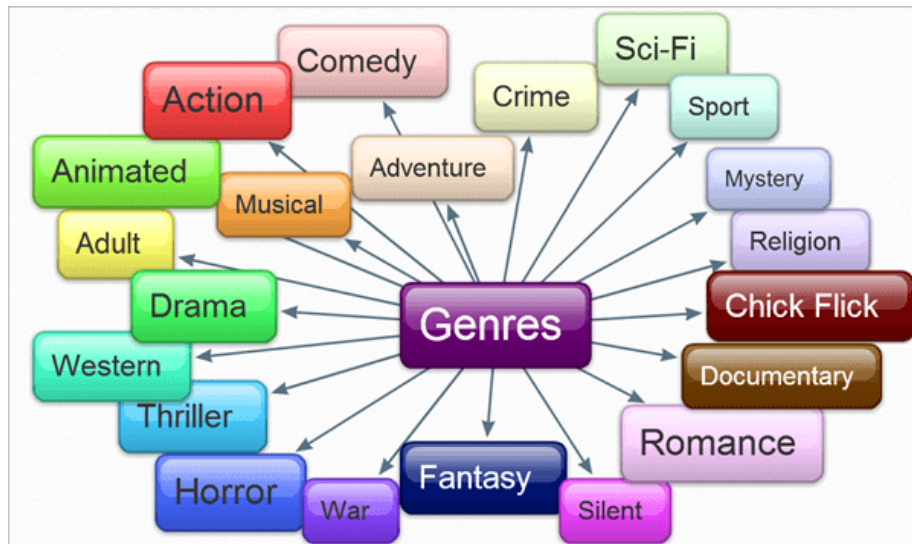 Comedy
Sci-Fi
Action
Crime
Sport
Animated
Adventure
Mystery
Musical
Adult
Religion
Drama
Genres
Chick Flick
Western
Documentary
Thriller
Romance
Horror
Fantasy
War
Silent